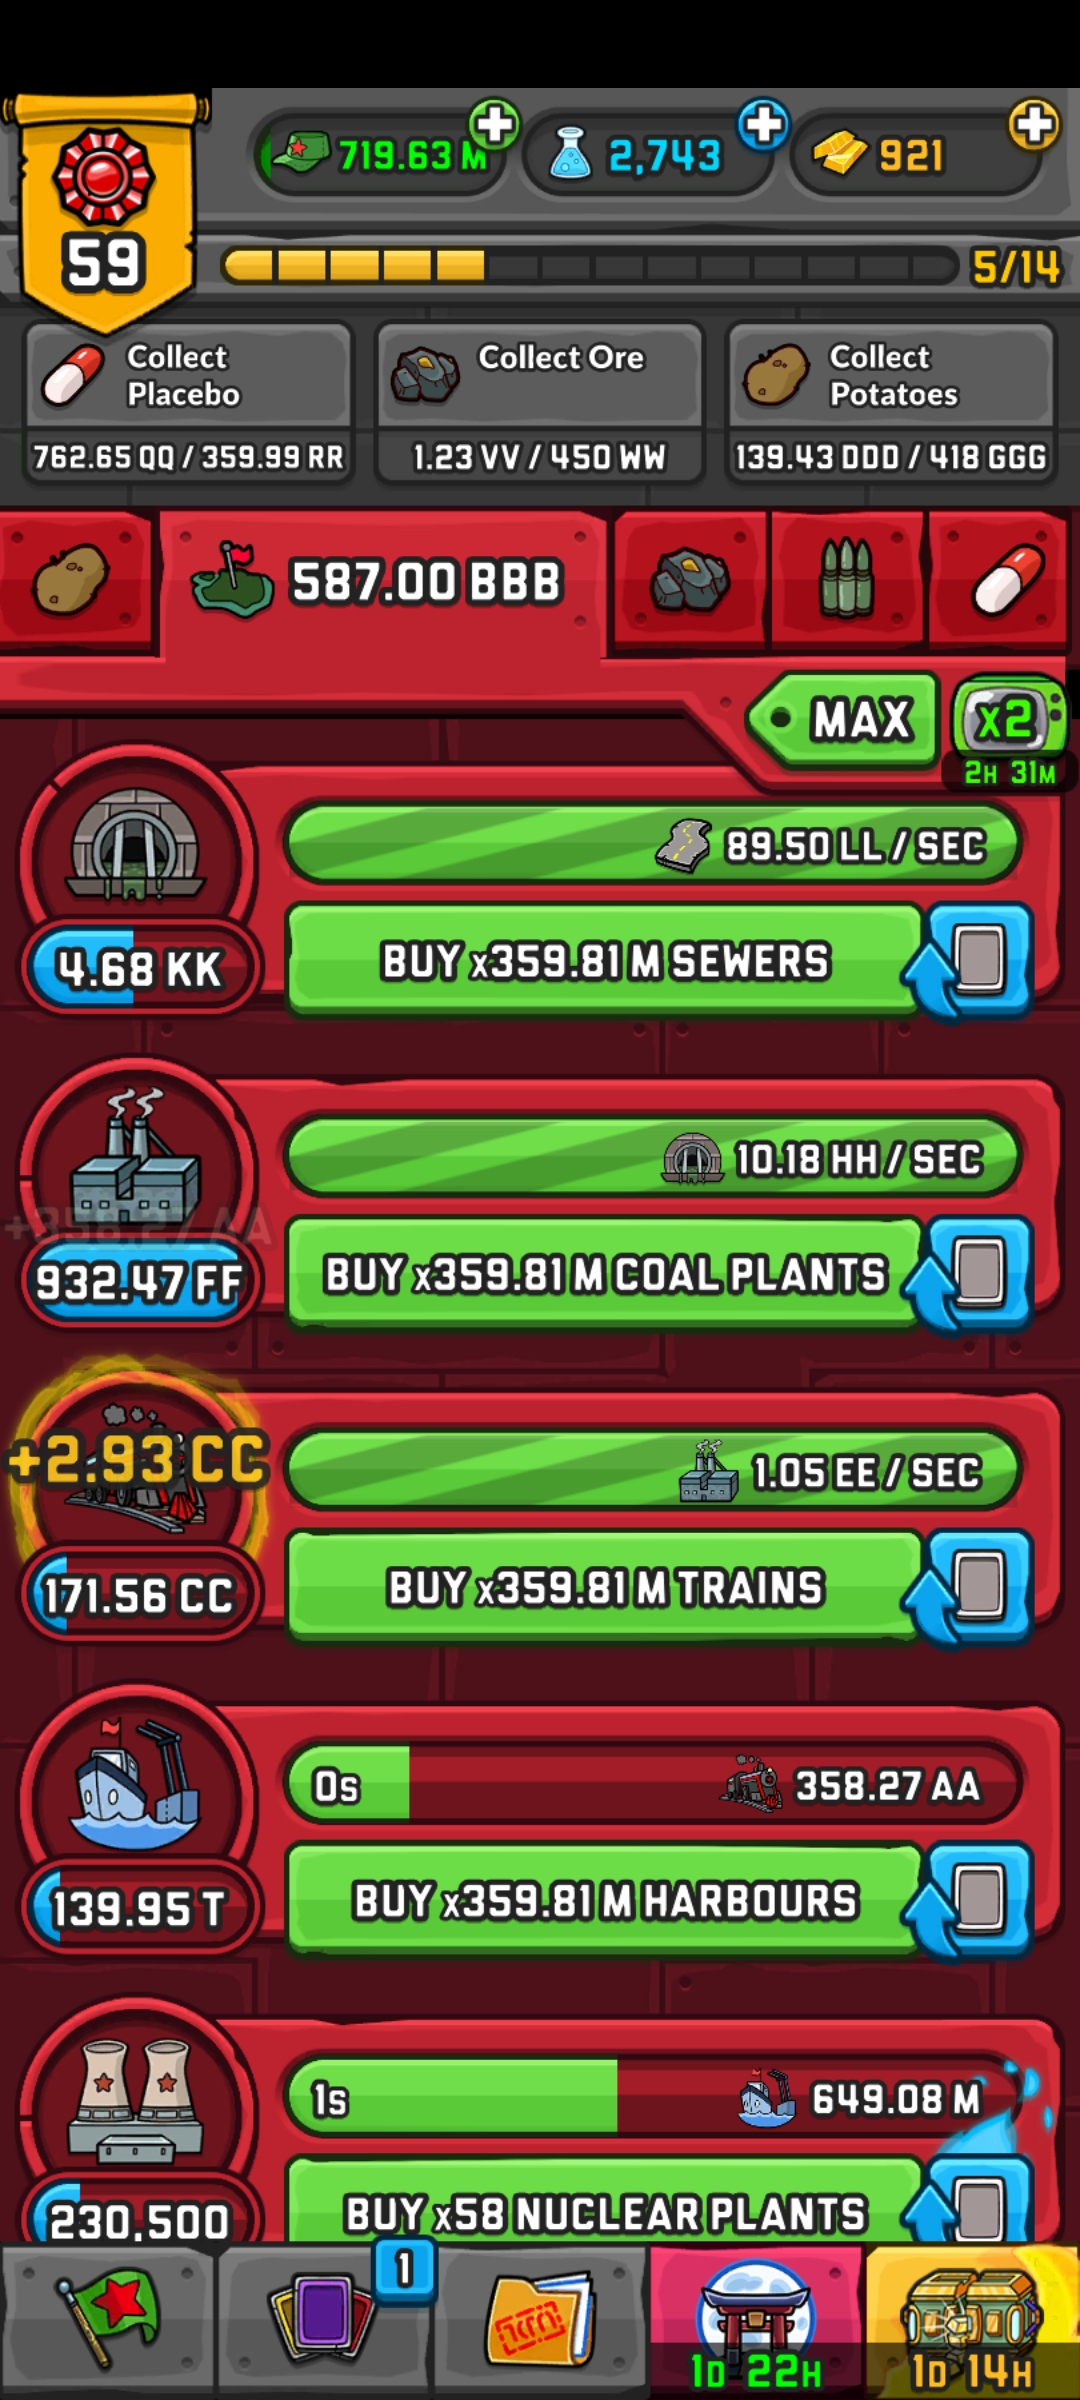 719.63 M
2,743
921
59
5/14
Collect
Placebo
762.65 QQ / 359.99 RR
Collect Ore
1.23 VV / 450 WW
Collect
Potatoes
139.43 DDD / 418 GGG
587.00 BBB
MAX
x2
2H 31M
89.50 LL / SEC
4.68 KK
BUY x359.81 M SEWERS
10.18 HH / SEC
+358.27 AA
932.47 FF
BUY x359.81 M COAL PLANTS
+2.93 CC
1.05 EE / SEC
171.56 CC
BUY x359.81 M TRAINS
0s
358.27 AA
139.95 T
BUY x359.81 M HARBOURS
1s
649.08 M
230,500
BUY x58 NUCLEAR PLANTS
1
1D 22H
1D 14H